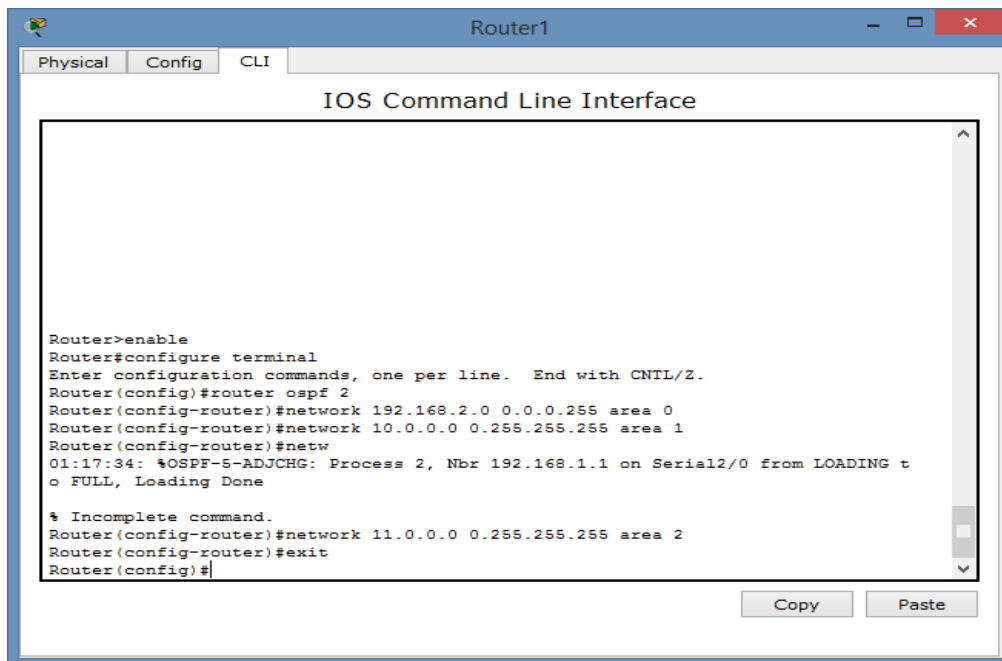 Router1
Physical Config CLI
IOS Command Line Interface
Router>enable
Router#configure terminal
Enter configuration commands, one per line.  End with CNTL/Z.
Router(config)#router ospf 2
Router(config-router)#network 192.168.2.0 0.0.0.255 area 0
Router(config-router)#network 10.0.0.0 0.255.255.255 area 1
Router(config-router)#netw
01:17:34: %OSPF-5-ADJCHG: Process 2, Nbr 192.168.1.1 on Serial2/0 from LOADING t
o FULL, Loading Done
% Incomplete command.
Router(config-router)#network 11.0.0.0 0.255.255.255 area 2
Router(config-router)#exit
Router(config)#
Copy Paste